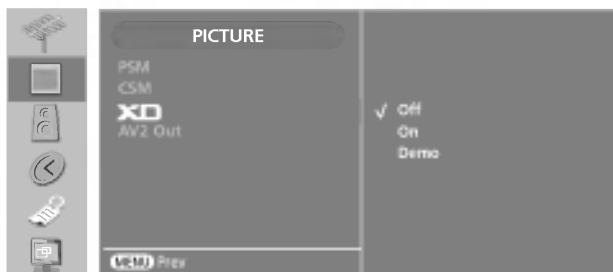 PICTURE
PSM
CSM
XD
AV2 Out
√ Off
On
Demo
MENU Prev